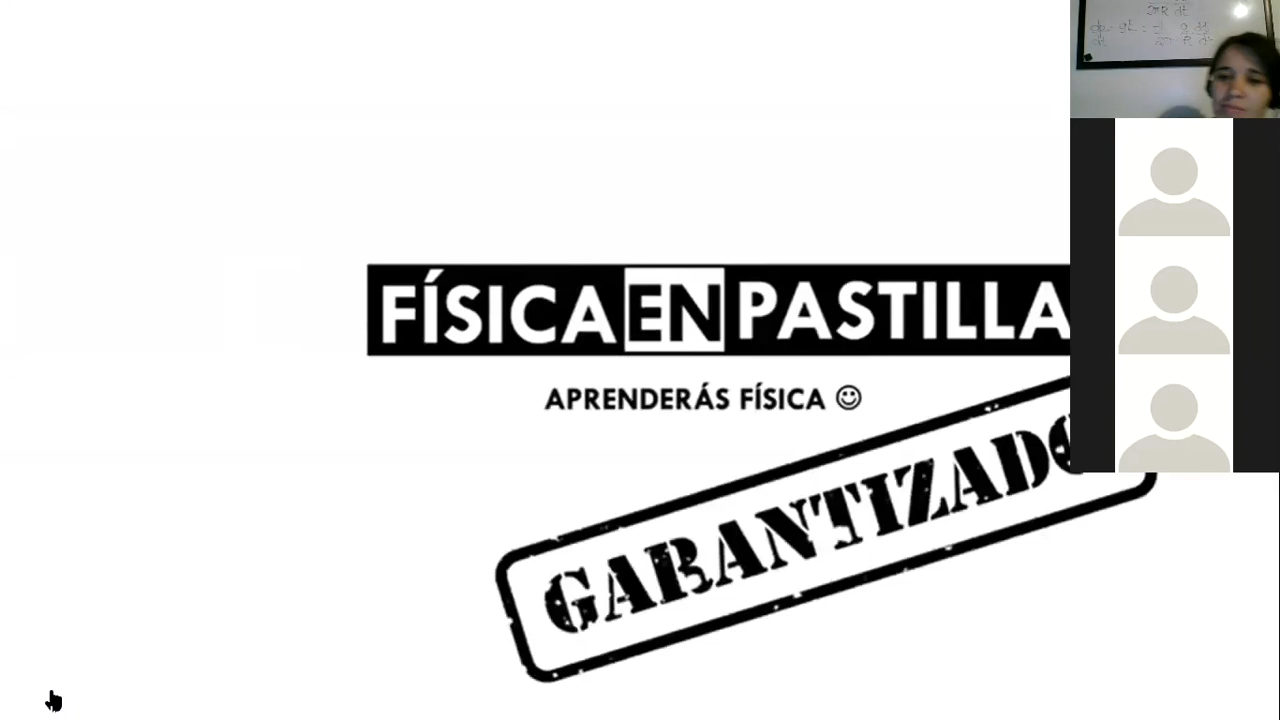 FÍSICA EN PASTILLA
APRENDERÁS FÍSICA ☺
GARANTIZADO